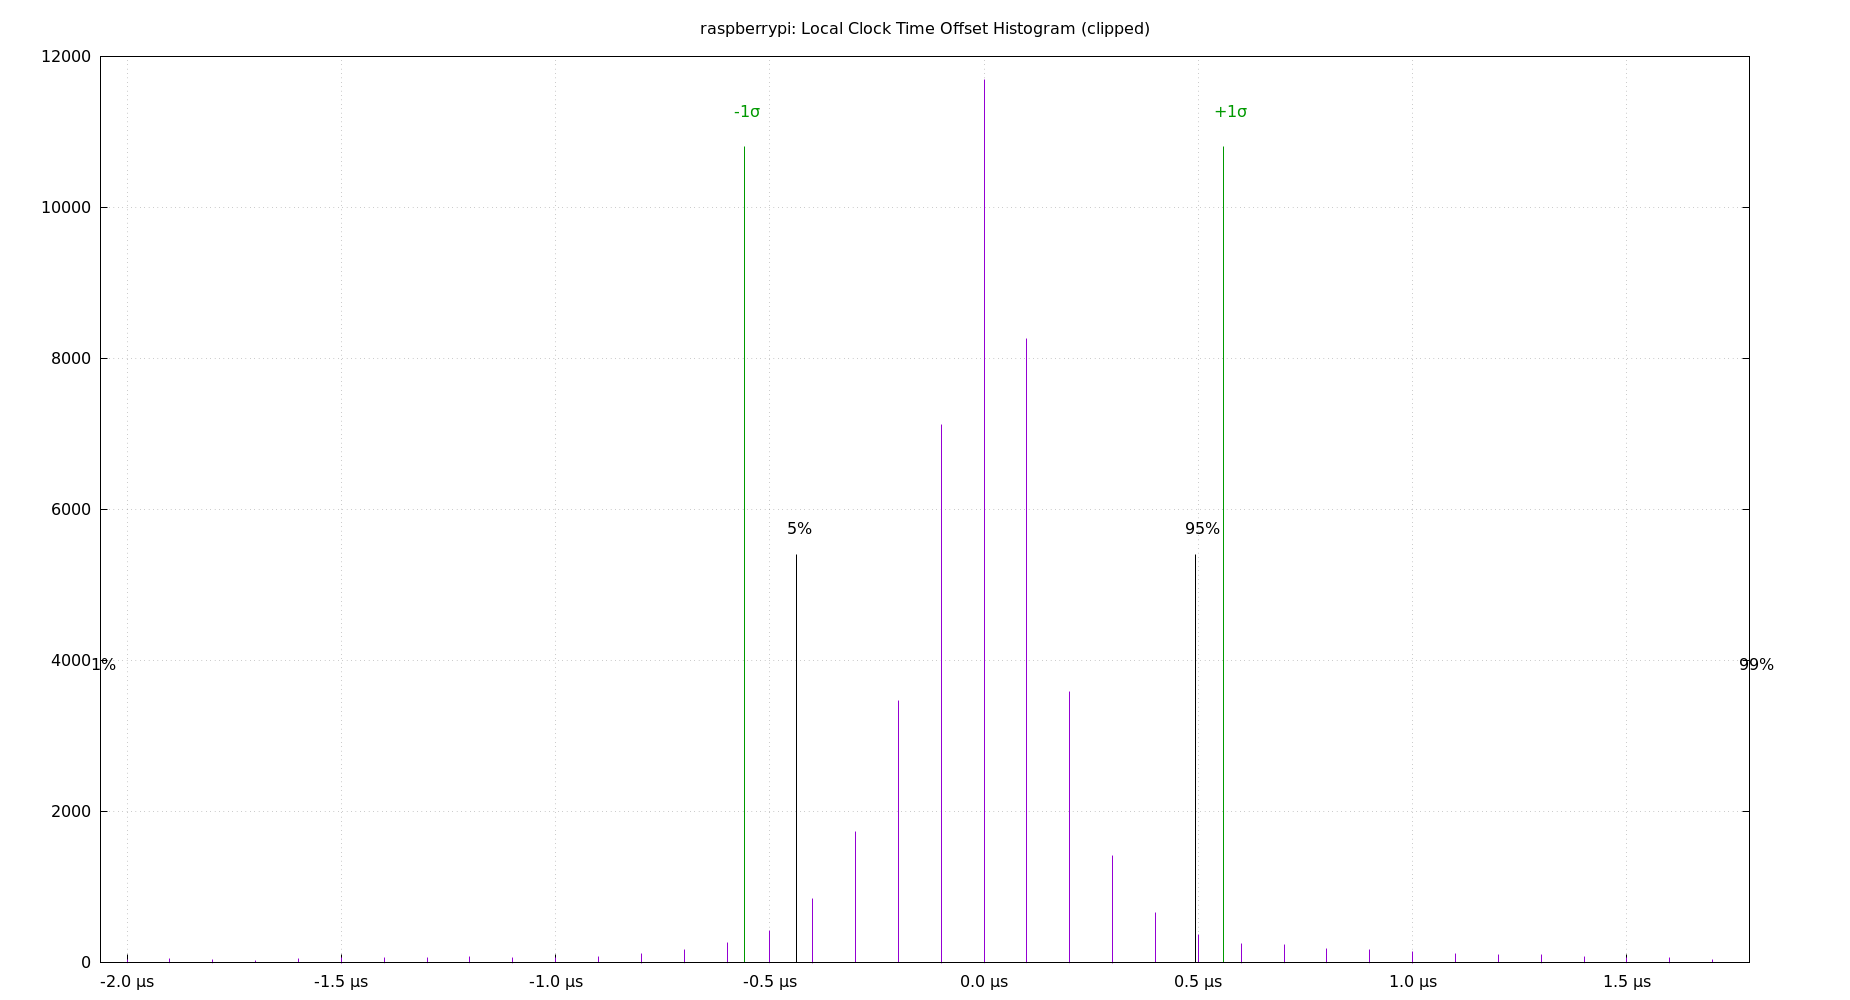 raspberrypi: Local Clock Time Offset Histogram (clipped)
12000
-1σ
+1σ
10000
8000
6000
5%
95%
4000
1%
99%
2000
0
-2.0 µs
-1.5 µs
-1.0 µs
-0.5 µs
0.0 µs
0.5 µs
1.0 µs
1.5 µs